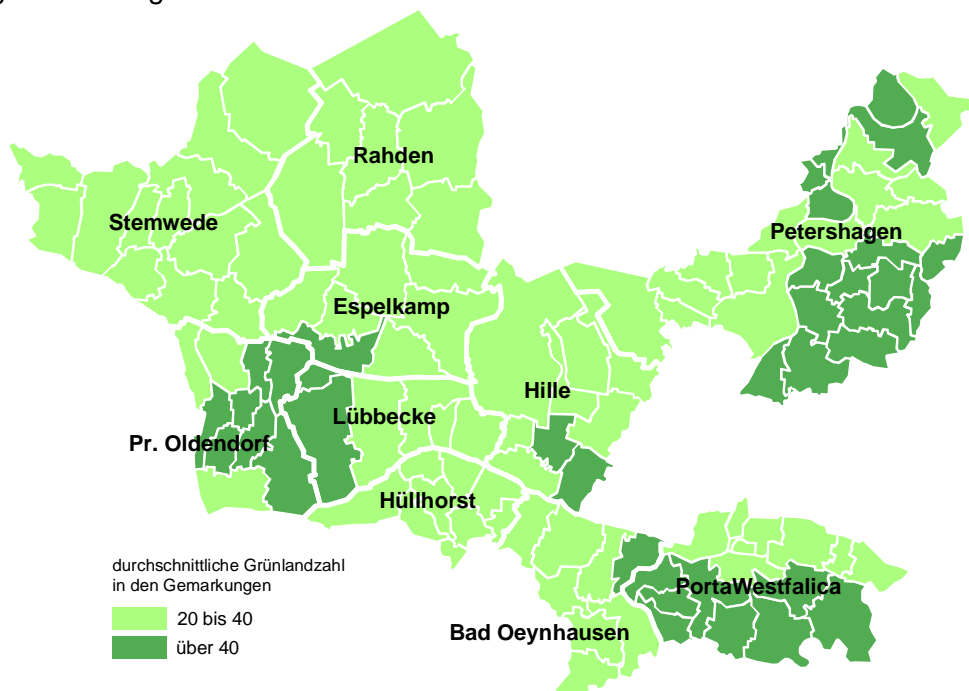 Rahden
Stemwede
Petershagen
Espelkamp
Hille
Lübbecke
Pr. Oldendorf
Hüllhorst
durchschnittliche Grünlandzahl
in den Gemarkungen
PortaWestfalica
20 bis 40
Bad Oeynhausen
über 40